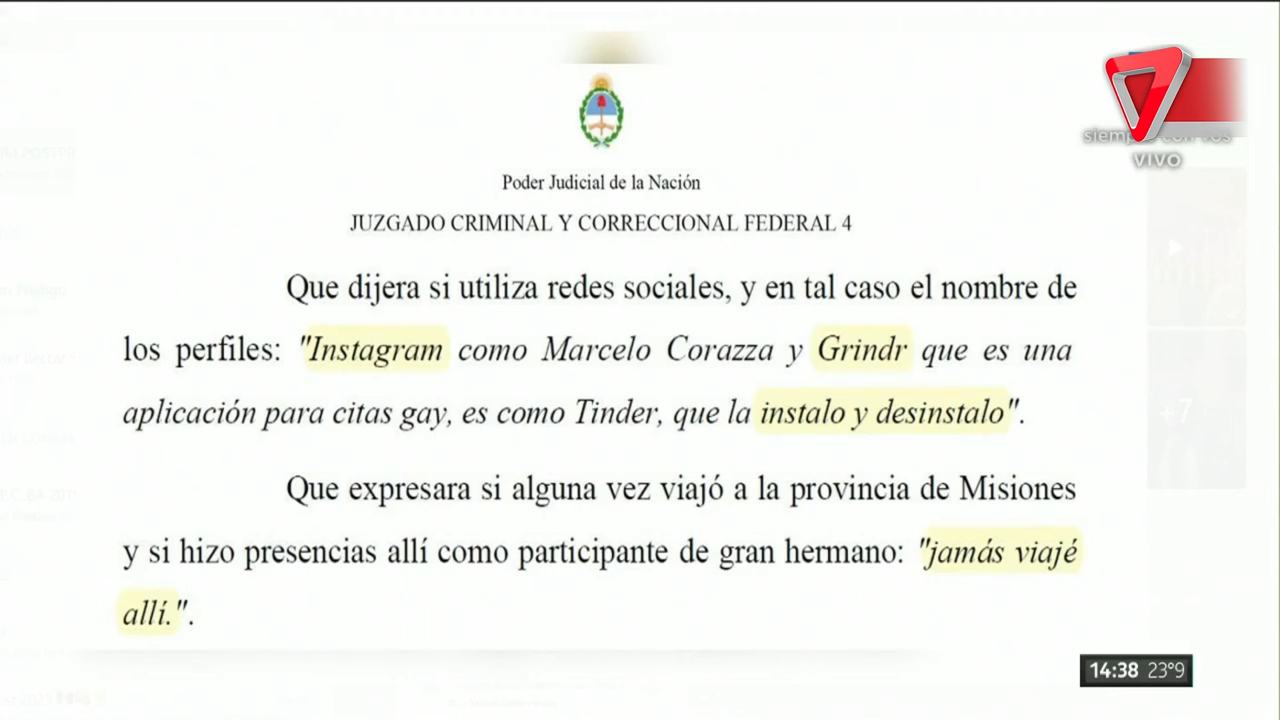 Poder Judicial de la Nación
JUZGADO CRIMINAL Y CORRECCIONAL FEDERAL 4
Que dijera si utiliza redes sociales, y en tal caso el nombre de
los perfiles: "Instagram como Marcelo Corazza y Grindr que es una
aplicación para citas gay, es como Tinder, que la instalo y desinstalo".
Que expresara si alguna vez viajó a la provincia de Misiones
y si hizo presencias allí como participante de gran hermano: "jamás viajé
allí.".
VIVO
+7
14:38 23°9